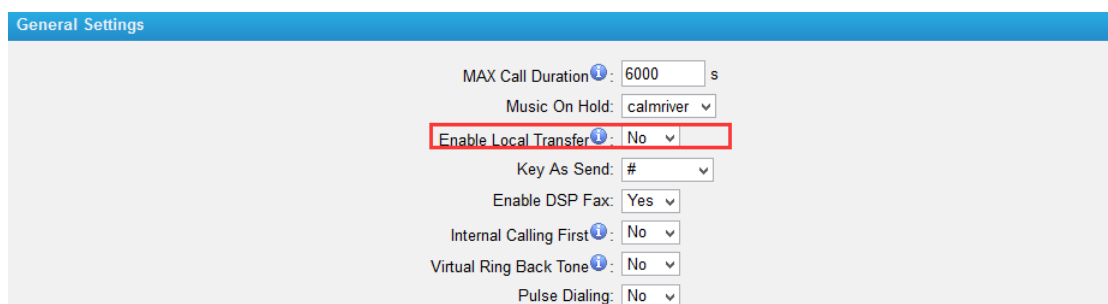 General Settings
MAX Call Duration : 6000 s
Music On Hold: calmriver
Enable Local Transfer : No
Key As Send: #
Enable DSP Fax: Yes
Internal Calling First : No
Virtual Ring Back Tone : No
Pulse Dialing: No